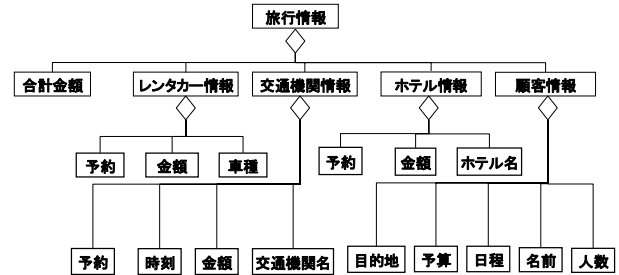 旅行情報
合計金額
レンタカー情報
交通機関情報
ホテル情報
顧客情報
予約
金額
車種
予約
金額
ホテル名
予約
時刻
金額
交通機関名
目的地
予算
日程
名前
人数